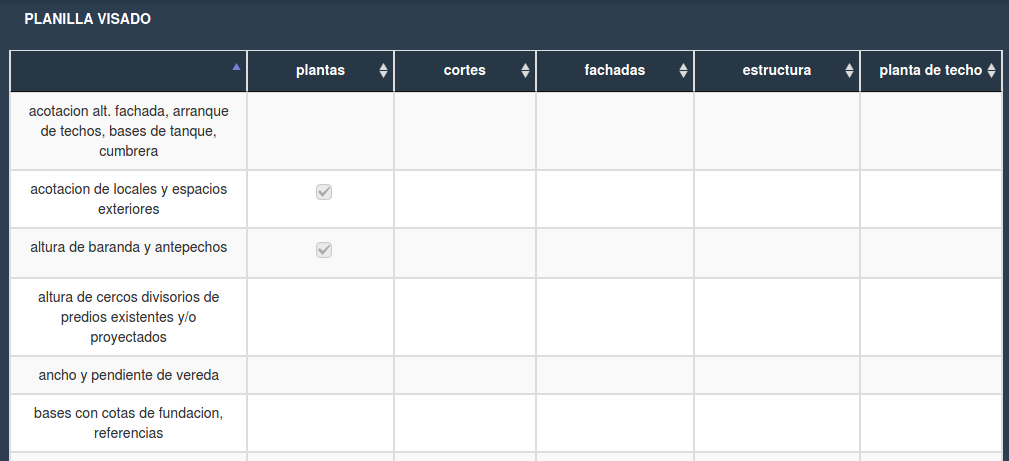 PLANILLA VISADO
plantas cortes fachadas estructura planta de techo
acotacion alt. fachada, arranque
de techos, bases de tanque,
cumbrera
acotacion de locales y espacios
exteriores
altura de baranda y antepechos
altura de cercos divisorios de
predios existentes y/o
proyectados
ancho y pendiente de vereda
bases con cotas de fundacion,
referencias